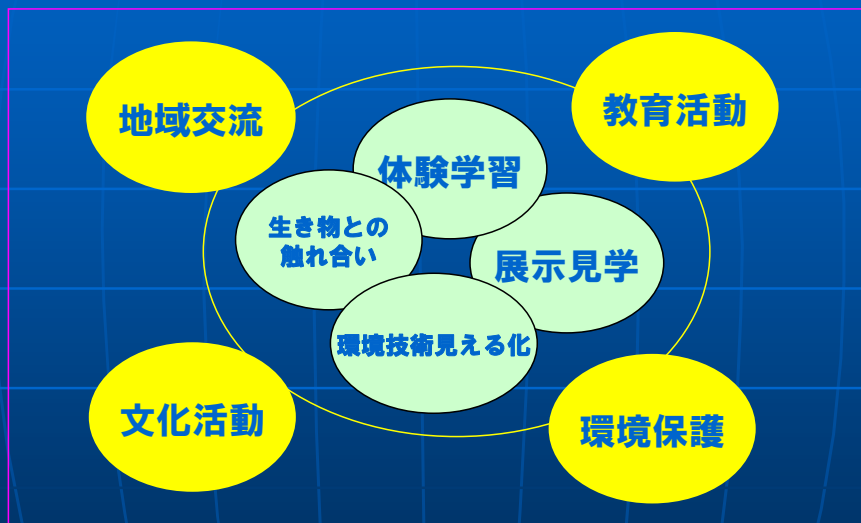 地域交流
教育活動
体験学習
生き物との
触れ合い
展示見学
環境技術見える化
文化活動
環境保護